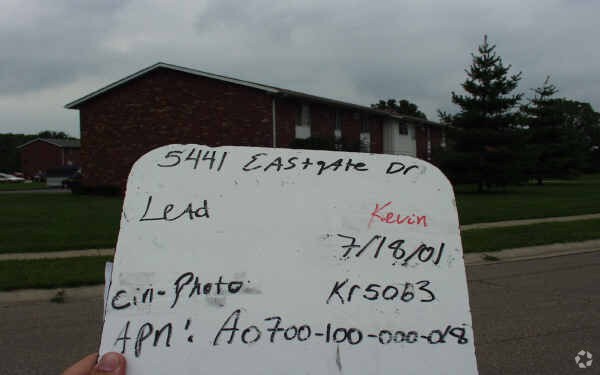 5441 EAstgAte Dr
LeAd
Kevin
7/18/01
Cin-Photo
Kr5063
Apn: A0700-100-000-018